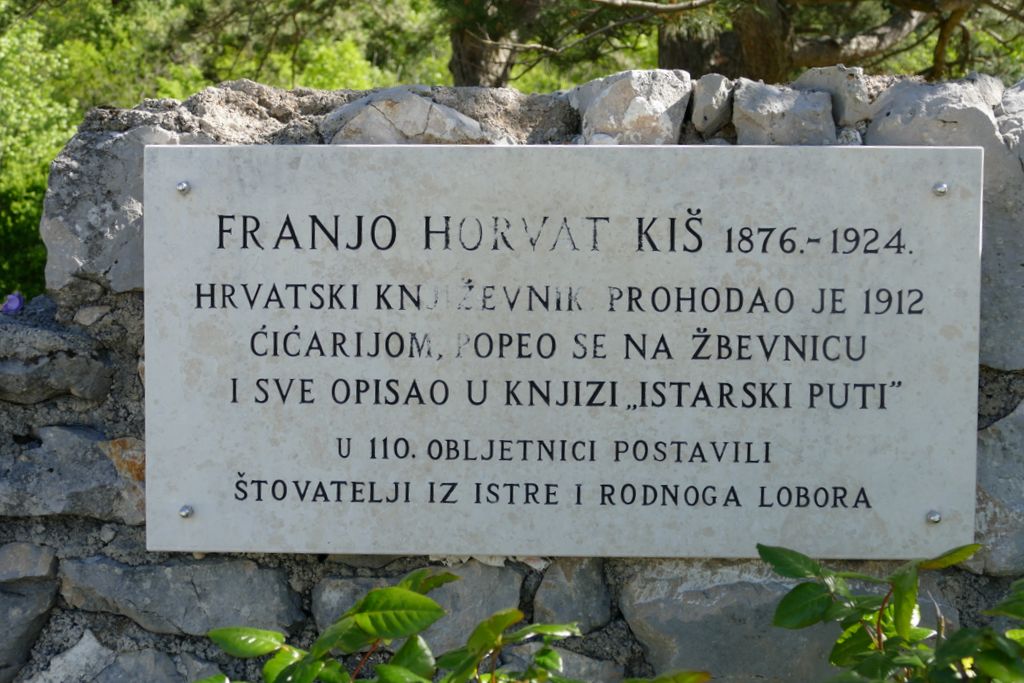 FRANJO HORVAT KIŠ 1876.-1924.
HRVATSKI KNJIŽEVNIK PROHODAO JE 1912
ĆIĆARIJOM, POPEO SE NA ŽBEVNICU
I SVE OPISAO U KNJIZI „ISTARSKI PUTI”
U 110. OBLJETNICI POSTAVILI
ŠTOVATELJI IZ ISTRE I RODNOGA LOBORA